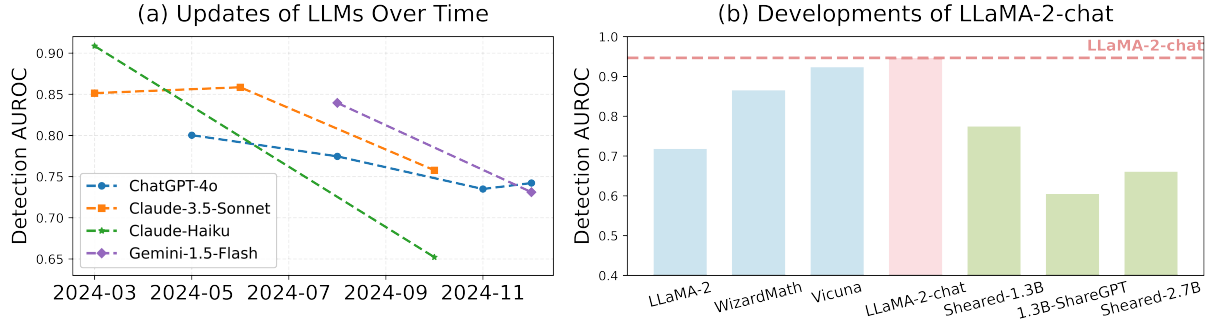 (a) Updates of LLMs Over Time
Detection AUROC
0.90
0.85
0.80
0.75
0.70
0.65
ChatGPT-4o
Claude-3.5-Sonnet
Claude-Haiku
Gemini-1.5-Flash
2024-03 2024-05 2024-07 2024-09 2024-11
(b) Developments of LLaMA-2-chat
Detection AUROC
1.0
0.9
0.8
0.7
0.6
0.5
0.4
LLaMA-2-chat
LLaMA-2
WizardMath
Vicuna
LLaMA-2-chat
Sheared-1.3B
1.3B-ShareGPT
Sheared-2.7B